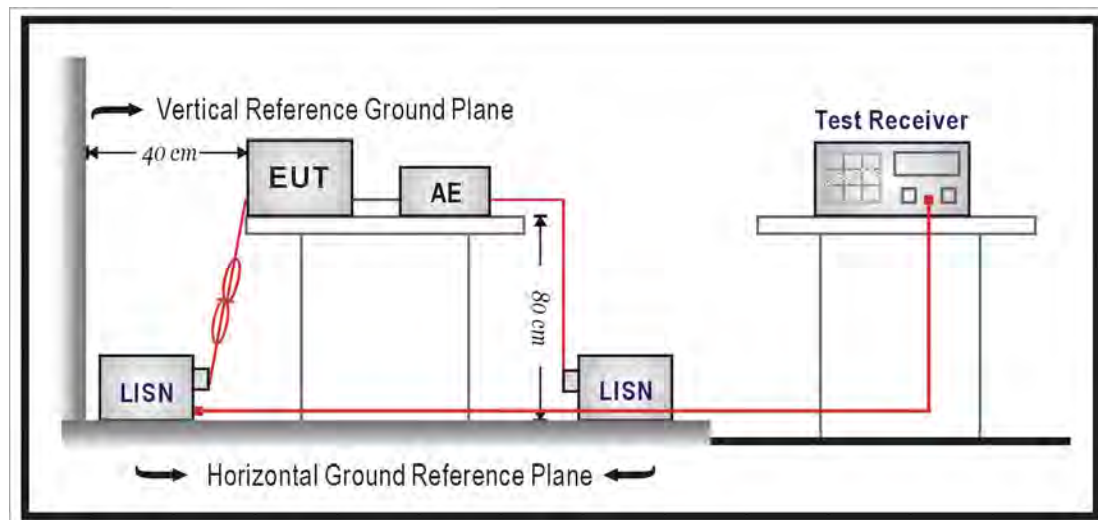 Vertical Reference Ground Plane
Test Receiver
40 cm
EUT
AE
80 cm
LISN
LISN
Horizontal Ground Reference Plane